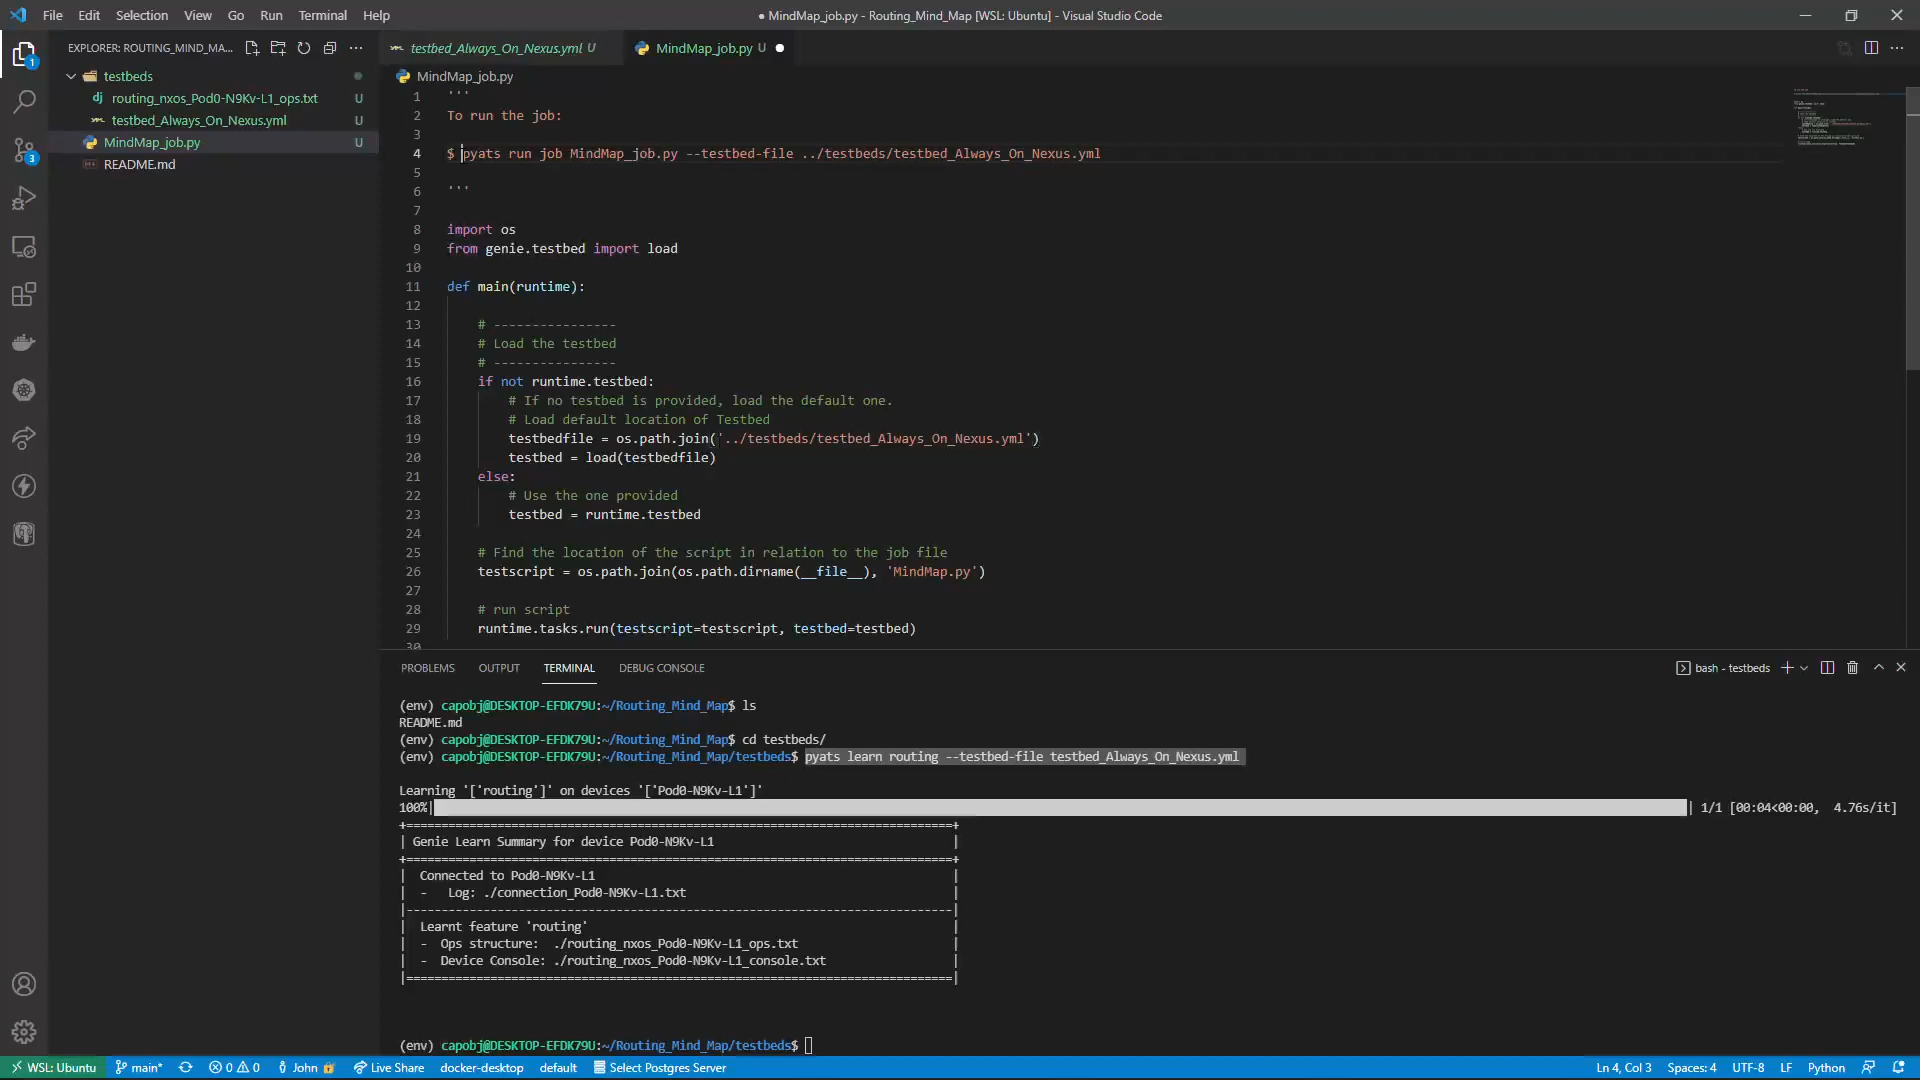 File Edit Selection View Go Run Terminal Help
● MindMap_job.py - Routing_Mind_Map [WSL: Ubuntu] - Visual Studio Code
EXPLORER: ROUTING_MIND_MA...
testbeds
routing_nxos_Pod0-N9Kv-L1_ops.txt U
testbed_Always_On_Nexus.yml U
MindMap_job.py U
README.md
1
3
testbed_Always_On_Nexus.yml U
MindMap_job.py U
MindMap_job.py
1 '''
2 To run the job:
3
4 $ pyats run job MindMap_job.py --testbed-file ../testbeds/testbed_Always_On_Nexus.yml
5
6 '''
7
8 import os
9 from genie.testbed import load
10
11 def main(runtime):
12
13 # ----------------
14 # Load the testbed
15 # ----------------
16 if not runtime.testbed:
17 # If no testbed is provided, load the default one.
18 # Load default location of Testbed
19 testbedfile = os.path.join('../testbeds/testbed_Always_On_Nexus.yml')
20 testbed = load(testbedfile)
21 else:
22 # Use the one provided
23 testbed = runtime.testbed
24
25 # Find the location of the script in relation to the job file
26 testscript = os.path.join(os.path.dirname(__file__), 'MindMap.py')
27
28 # run script
29 runtime.tasks.run(testscript=testscript, testbed=testbed)
30
PROBLEMS OUTPUT TERMINAL DEBUG CONSOLE
bash - testbeds
(env) capobj@DESKTOP-EFDK79U:~/Routing_Mind_Map$ ls
README.md
(env) capobj@DESKTOP-EFDK79U:~/Routing_Mind_Map$ cd testbeds/
(env) capobj@DESKTOP-EFDK79U:~/Routing_Mind_Map/testbeds$ pyats learn routing --testbed-file testbed_Always_On_Nexus.yml
Learning '['routing']' on devices '['Pod0-N9Kv-L1']'
100%| | 1/1 [00:04<00:00, 4.76s/it]
+==============================================================================+
| Genie Learn Summary for device Pod0-N9Kv-L1 |
+==============================================================================+
| Connected to Pod0-N9Kv-L1 |
| - Log: ./connection_Pod0-N9Kv-L1.txt |
|------------------------------------------------------------------------------|
| Learnt feature 'routing' |
| - Ops structure: ./routing_nxos_Pod0-N9Kv-L1_ops.txt |
| - Device Console: ./routing_nxos_Pod0-N9Kv-L1_console.txt |
|==============================================================================|
(env) capobj@DESKTOP-EFDK79U:~/Routing_Mind_Map/testbeds$
WSL: Ubuntu main* 0 0 John Live Share docker-desktop default Select Postgres Server Ln 4, Col 3 Spaces: 4 UTF-8 LF Python